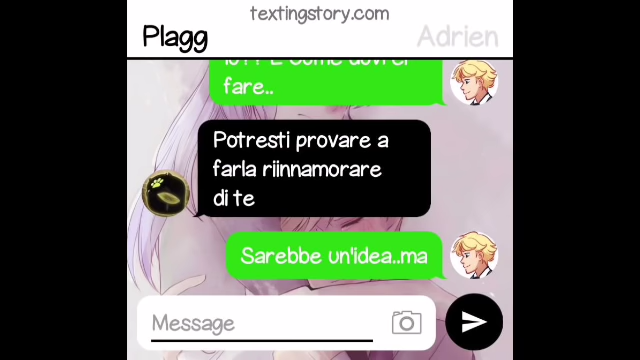 textingstory.com
Plagg
Adrien
fare..
Potresti provare a
farla riinnamorare
di te
Sarebbe un'idea..ma
Message